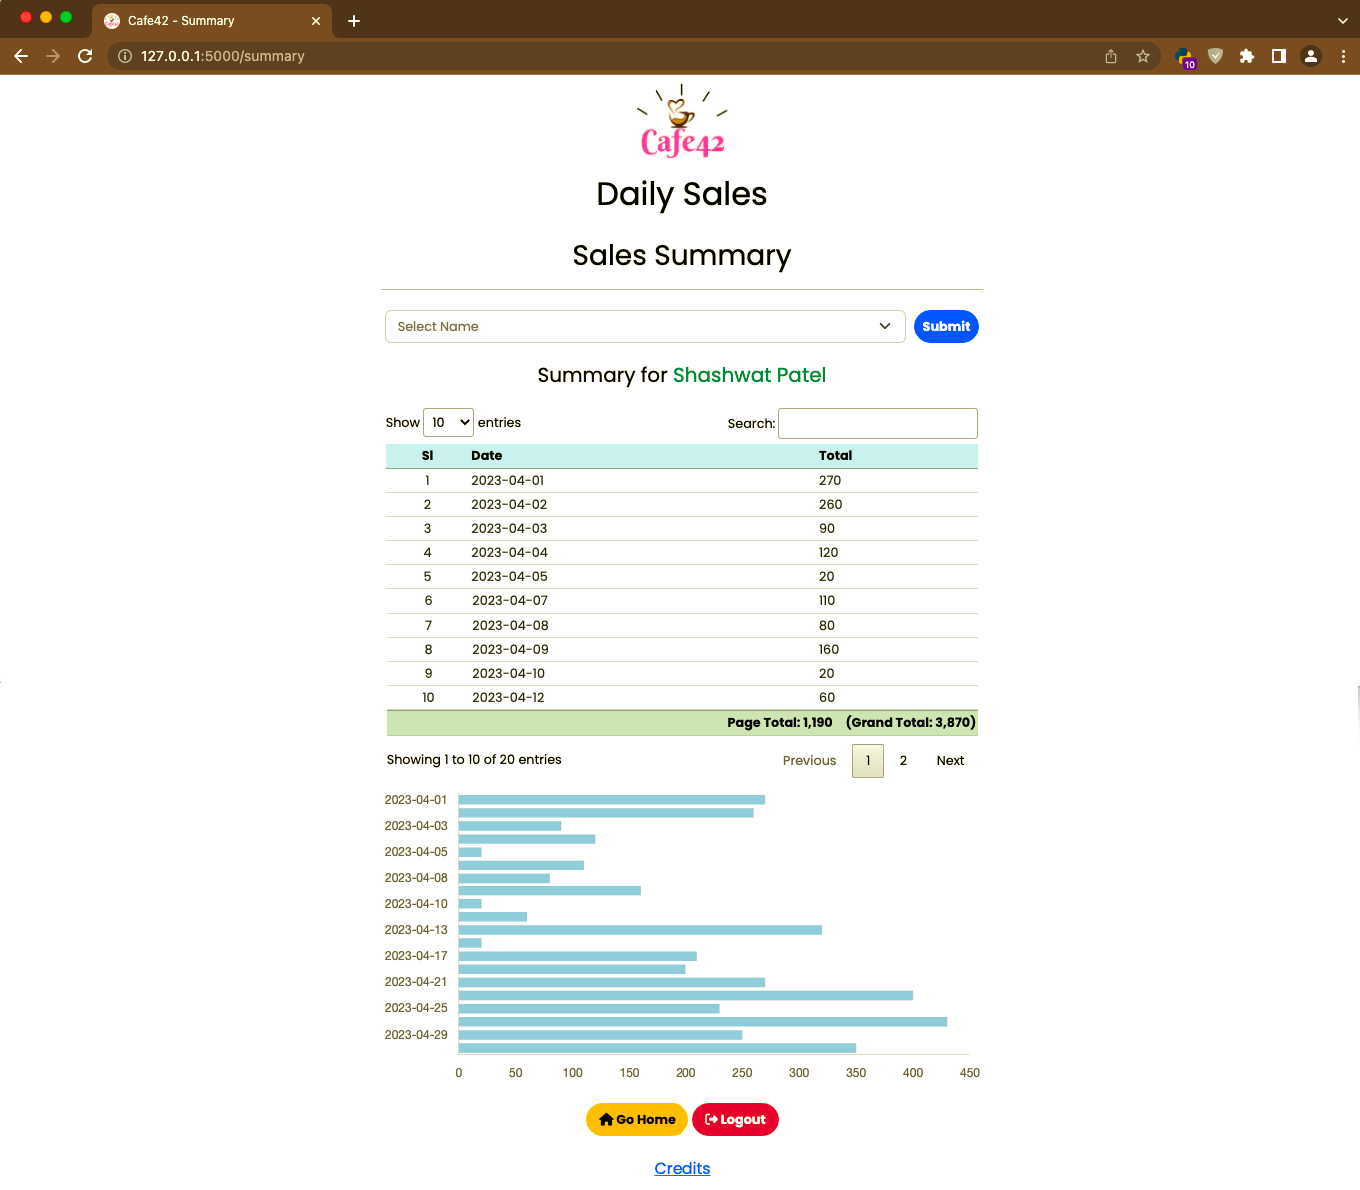 Cafe42 - Summary
127.0.0.1:5000/summary
10
Cafe42
Daily Sales
Sales Summary
Select Name
Submit
Summary for Shashwat Patel
Show 10 entries Search:
Sl Date Total
1 2023-04-01 270
2 2023-04-02 260
3 2023-04-03 90
4 2023-04-04 120
5 2023-04-05 20
6 2023-04-07 110
7 2023-04-08 80
8 2023-04-09 160
9 2023-04-10 20
10 2023-04-12 60
Page Total: 1,190 (Grand Total: 3,870)
Showing 1 to 10 of 20 entries Previous 1 2 Next
2023-04-01
2023-04-03
2023-04-05
2023-04-08
2023-04-10
2023-04-13
2023-04-17
2023-04-21
2023-04-25
2023-04-29
0 50 100 150 200 250 300 350 400 450
Go Home Logout
Credits